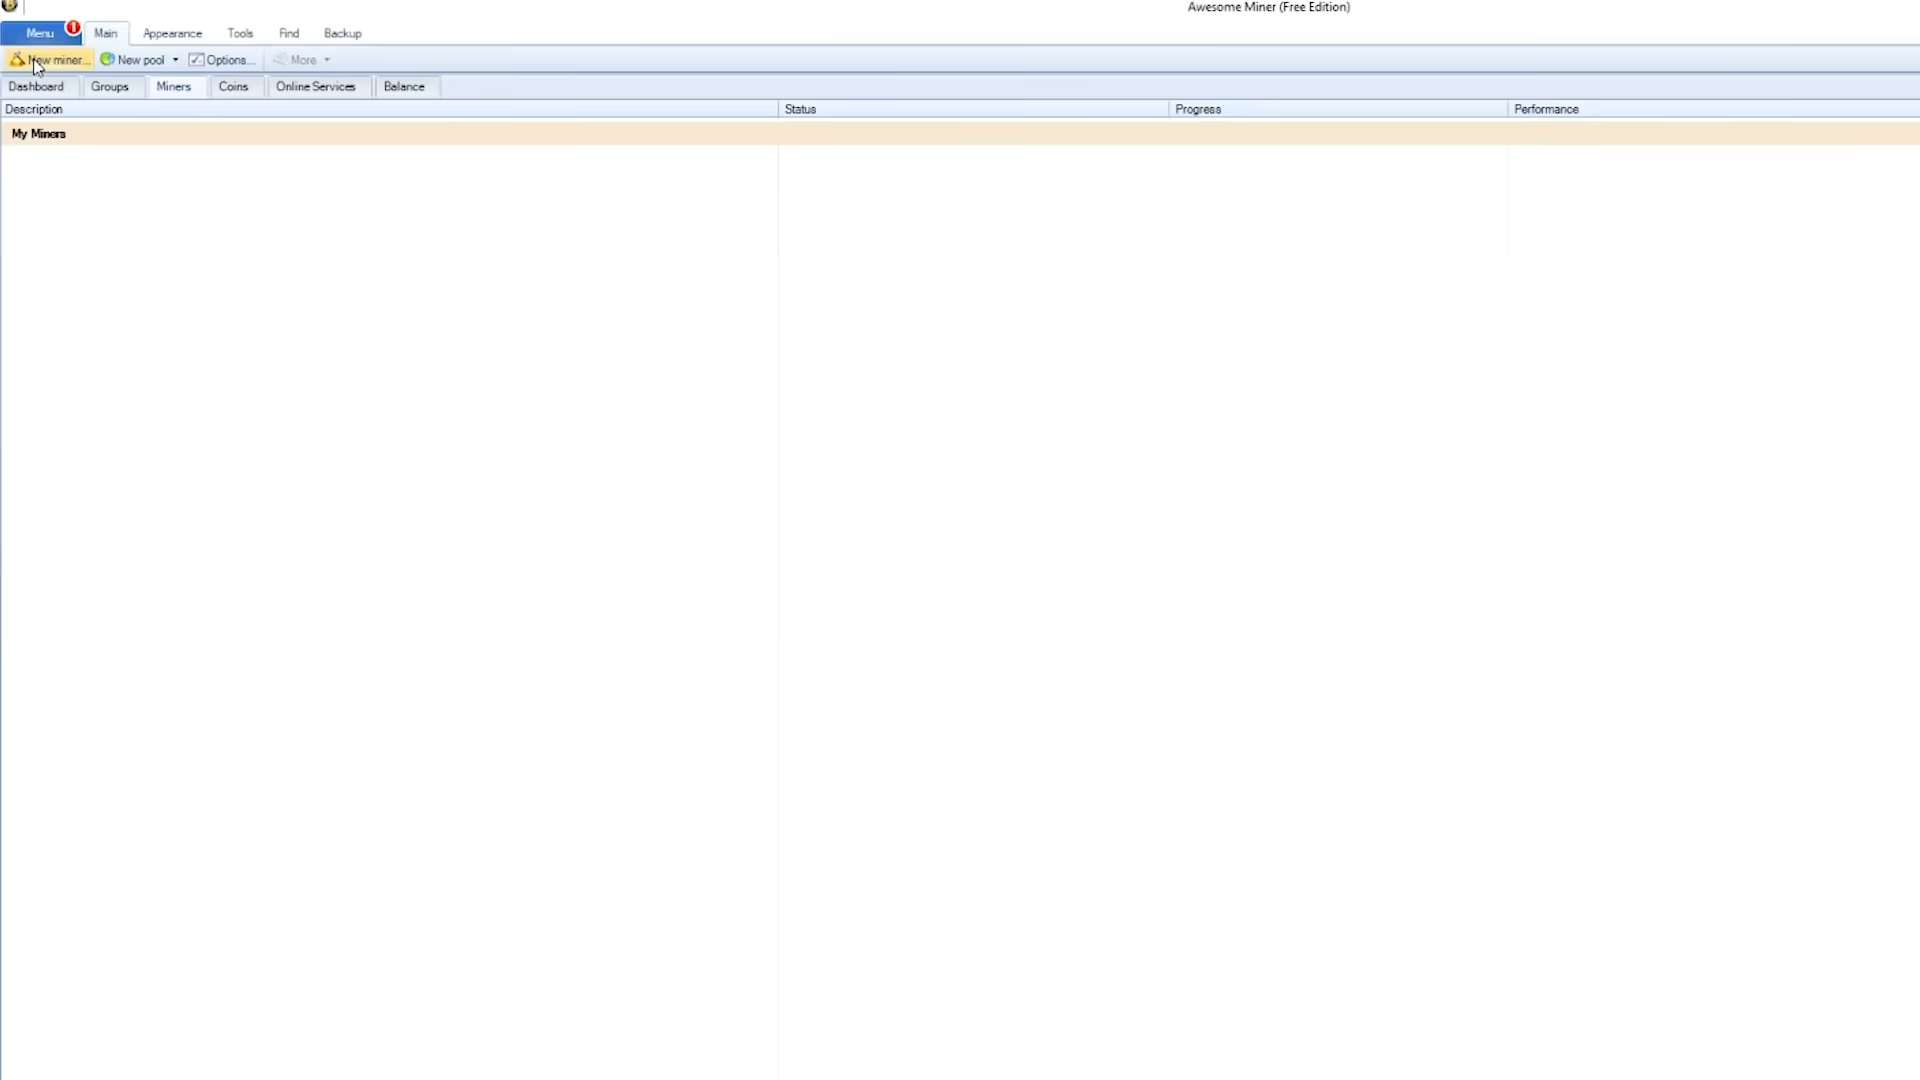 Awesome Miner (Free Edition)
Menu 1 Main Appearance Tools Find Backup
New miner... New pool Options... More
Dashboard Groups Miners Coins Online Services Balance
Description Status Progress Performance
My Miners